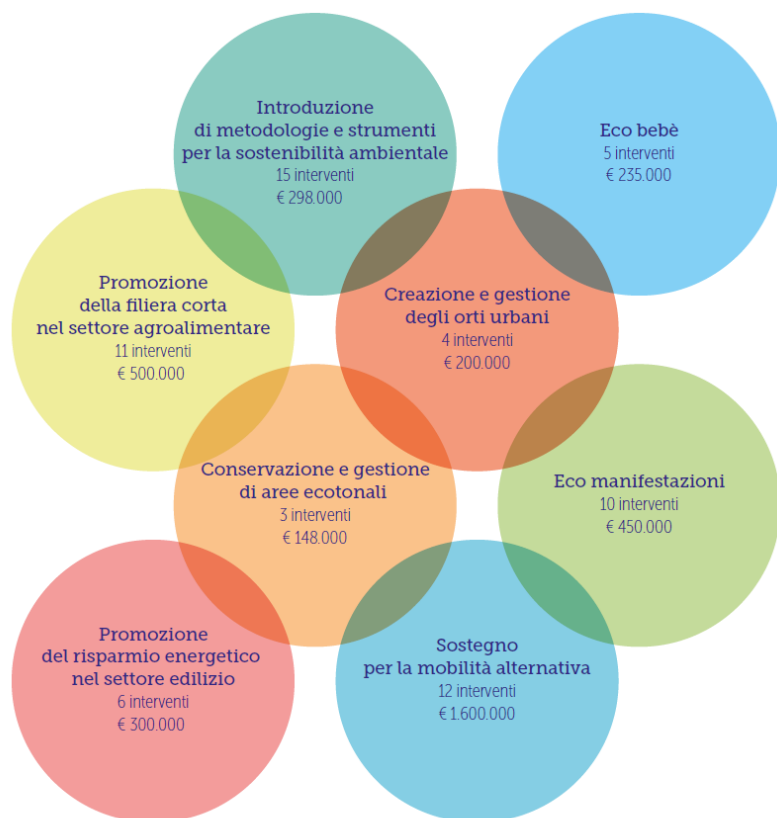 Introduzione
di metodologie e strumenti
per la sostenibilità ambientale
15 interventi
€ 298.000
Eco bebè
5 interventi
€ 235.000
Promozione
della filiera corta
nel settore agroalimentare
11 interventi
€ 500.000
Creazione e gestione
degli orti urbani
4 interventi
€ 200.000
Conservazione e gestione
di aree ecotonali
3 interventi
€ 148.000
Eco manifestazioni
10 interventi
€ 450.000
Promozione
del risparmio energetico
nel settore edilizio
6 interventi
€ 300.000
Sostegno
per la mobilità alternativa
12 interventi
€ 1.600.000